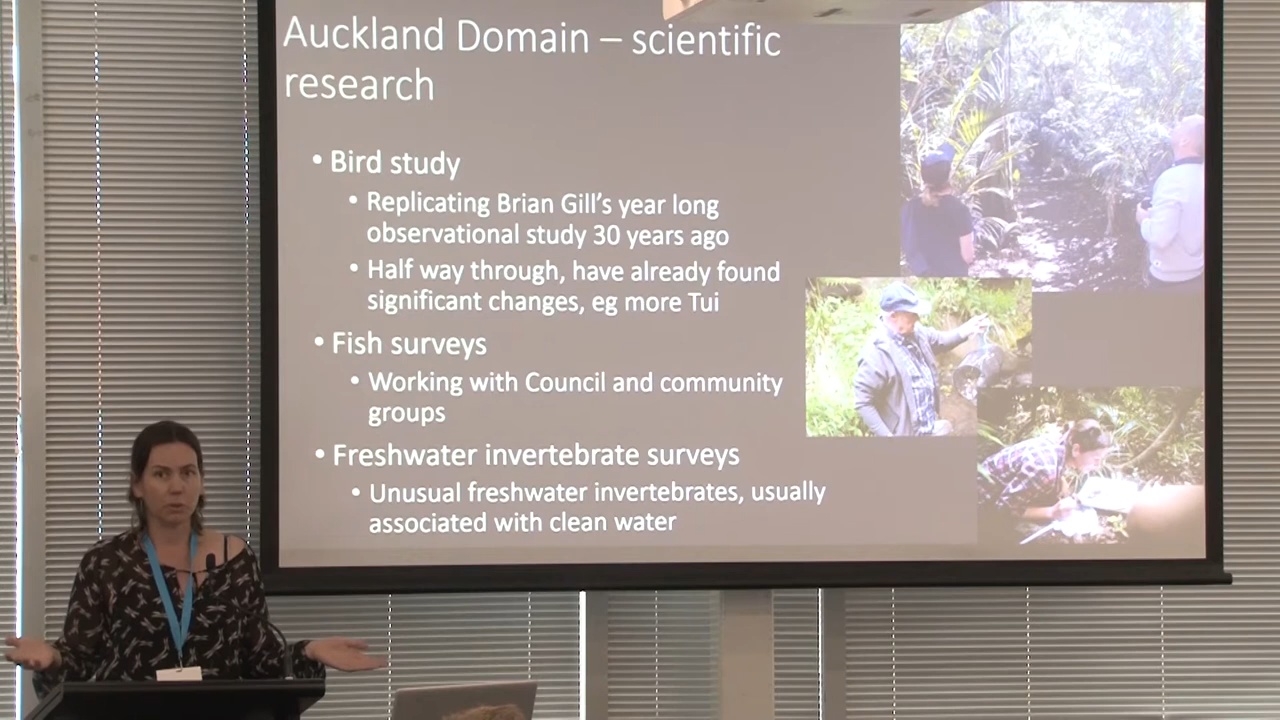 Auckland Domain – scientific
research
• Bird study
• Replicating Brian Gill’s year long
observational study 30 years ago
• Half way through, have already found
significant changes, eg more Tui
• Fish surveys
• Working with Council and community
groups
• Freshwater invertebrate surveys
• Unusual freshwater invertebrates, usually
associated with clean water